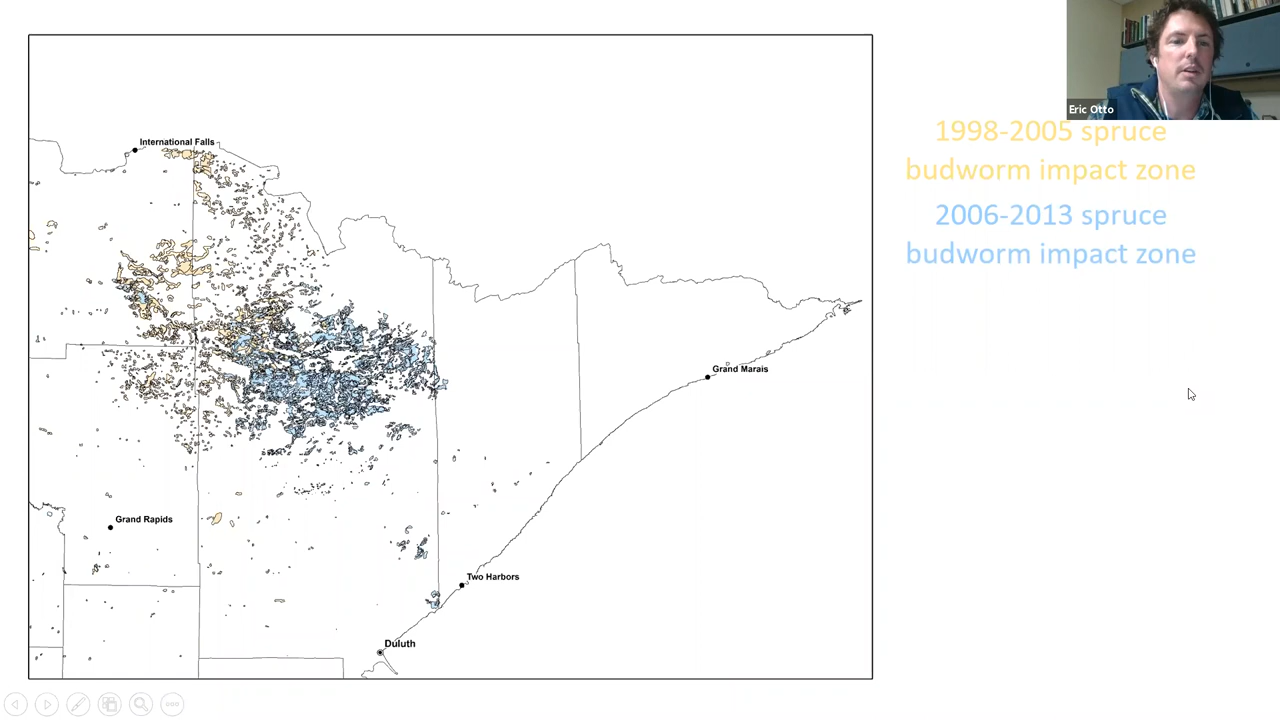 Eric Otto
1998-2005 spruce
budworm impact zone
2006-2013 spruce
budworm impact zone
International Falls
Grand Marais
Grand Rapids
Two Harbors
Duluth